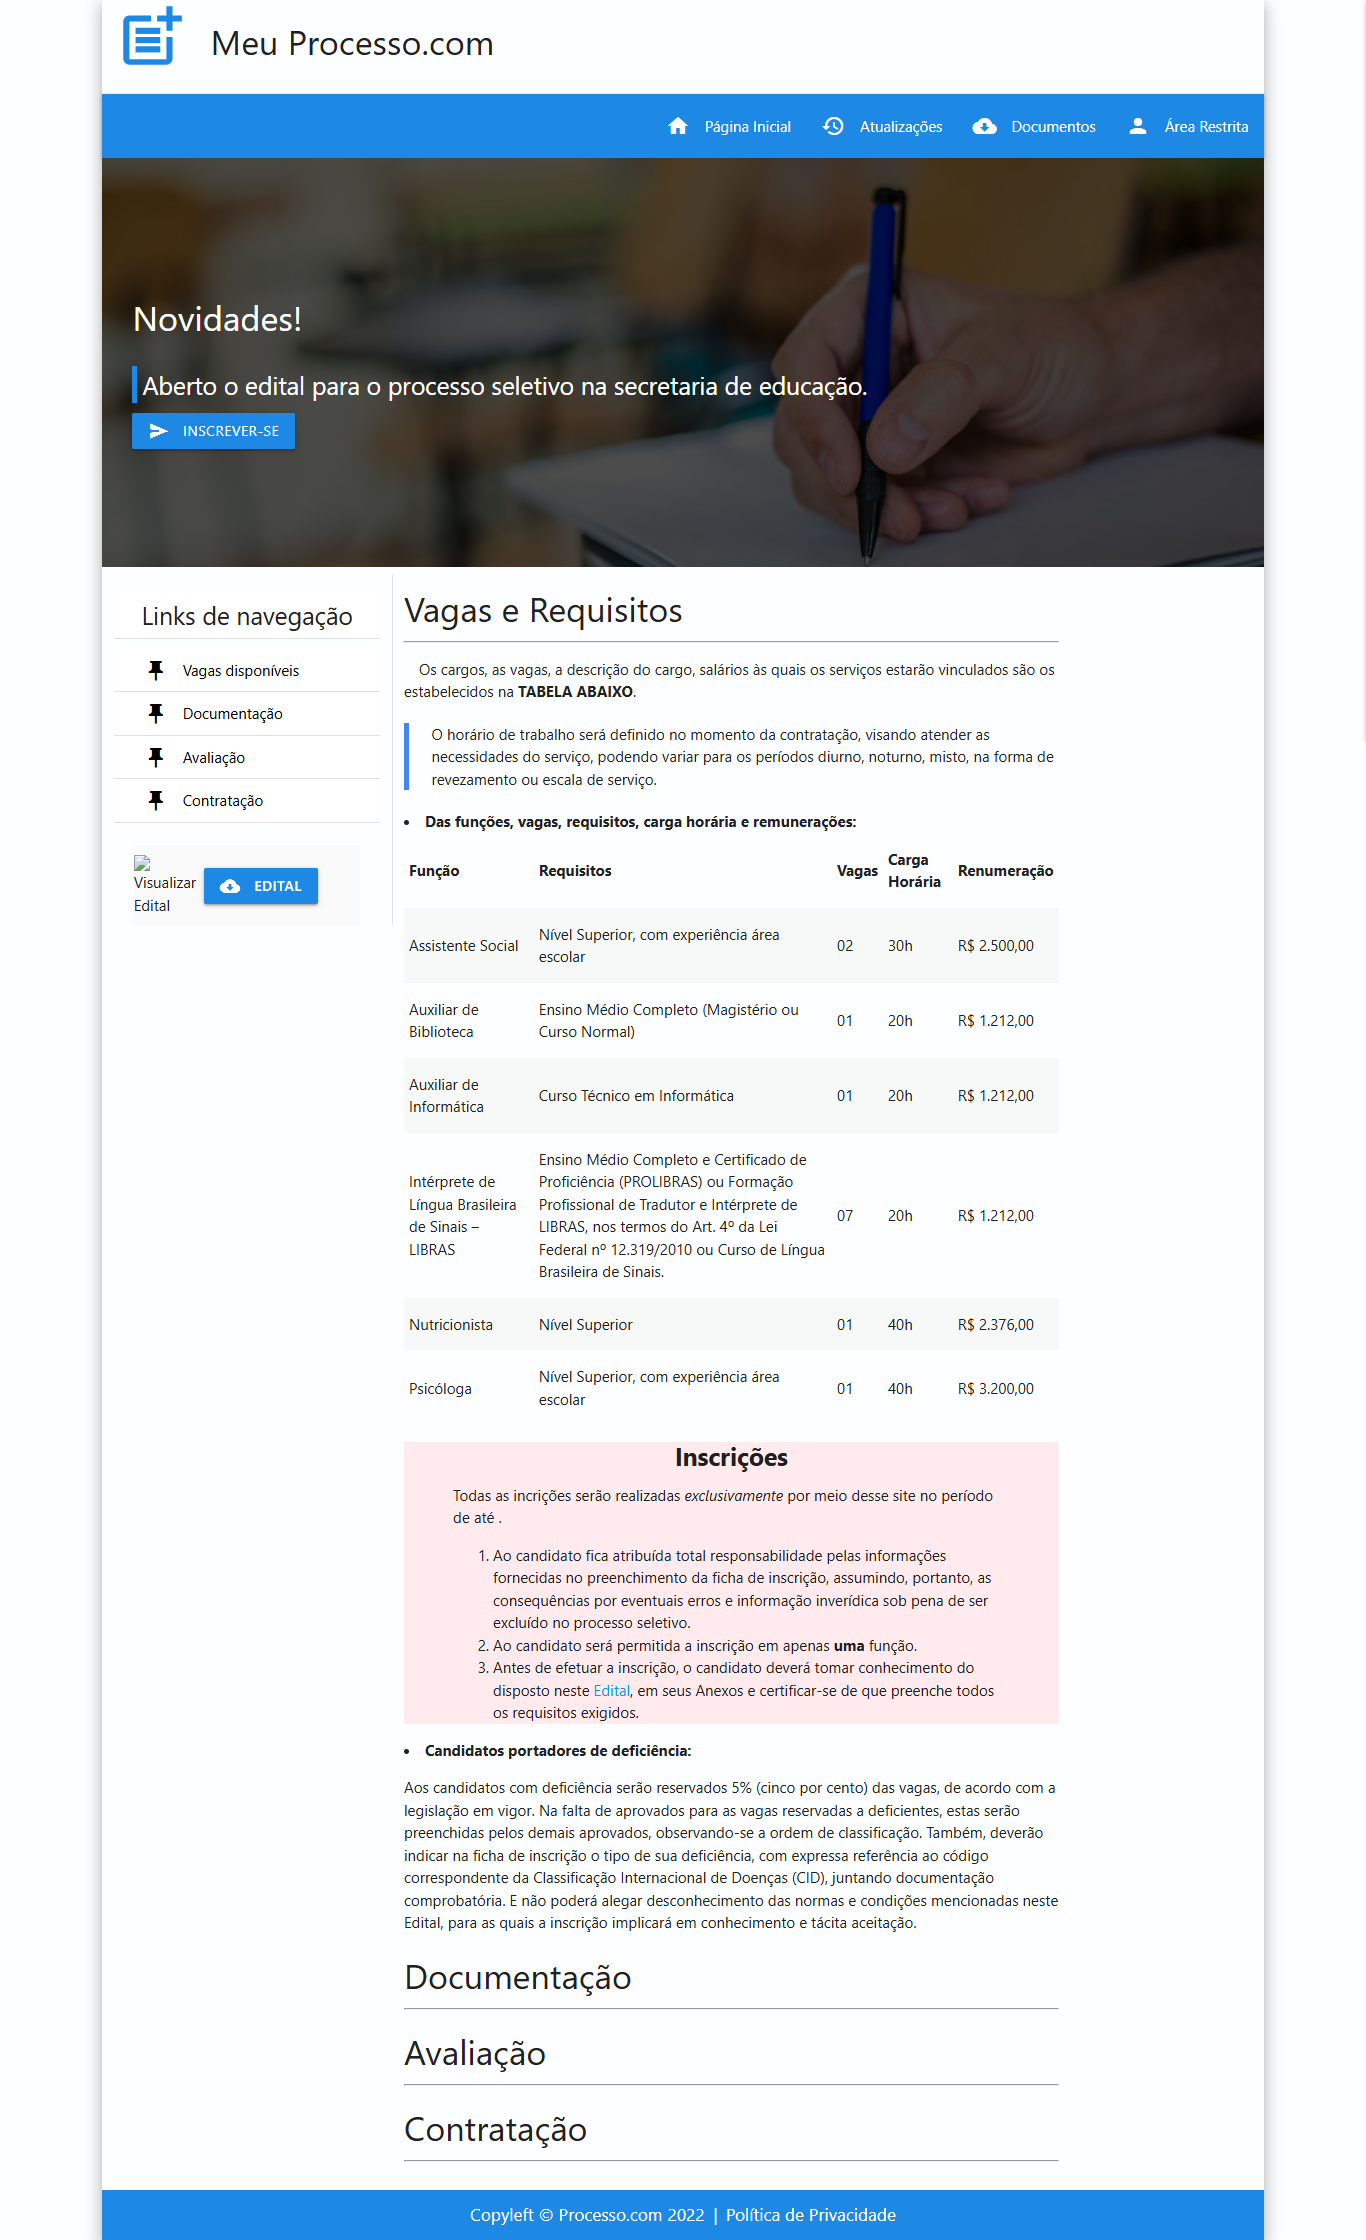 Meu Processo.com
Página Inicial
Atualizações
Documentos
Área Restrita
Novidades!
Aberto o edital para o processo seletivo na secretaria de educação.
INSCREVER-SE
Links de navegação
Vagas disponíveis
Documentação
Avaliação
Contratação
Visualizar
Edital
EDITAL
Vagas e Requisitos
Os cargos, as vagas, a descrição do cargo, salários às quais os serviços estarão vinculados são os
estabelecidos na TABELA ABAIXO.
O horário de trabalho será definido no momento da contratação, visando atender as
necessidades do serviço, podendo variar para os períodos diurno, noturno, misto, na forma de
revezamento ou escala de serviço.
• Das funções, vagas, requisitos, carga horária e remunerações:
Função Requisitos Vagas Carga Horária Renumeração
Assistente Social
Nível Superior, com experiência área
escolar
02 30h R$ 2.500,00
Auxiliar de
Biblioteca
Ensino Médio Completo (Magistério ou
Curso Normal)
01 20h R$ 1.212,00
Auxiliar de
Informática
Curso Técnico em Informática
01 20h R$ 1.212,00
Intérprete de
Língua Brasileira
de Sinais –
LIBRAS
Ensino Médio Completo e Certificado de
Proficiência (PROLIBRAS) ou Formação
Profissional de Tradutor e Intérprete de
LIBRAS, nos termos do Art. 4º da Lei
Federal nº 12.319/2010 ou Curso de Língua
Brasileira de Sinais.
07 20h R$ 1.212,00
Nutricionista Nível Superior 01 40h R$ 2.376,00
Psicóloga
Nível Superior, com experiência área
escolar
01 40h R$ 3.200,00
Inscrições
Todas as incrições serão realizadas exclusivamente por meio desse site no período
de até .
1. Ao candidato fica atribuída total responsabilidade pelas informações
fornecidas no preenchimento da ficha de inscrição, assumindo, portanto, as
consequências por eventuais erros e informação inverídica sob pena de ser
excluído no processo seletivo.
2. Ao candidato será permitida a inscrição em apenas uma função.
3. Antes de efetuar a inscrição, o candidato deverá tomar conhecimento do
disposto neste Edital, em seus Anexos e certificar-se de que preenche todos
os requisitos exigidos.
• Candidatos portadores de deficiência:
Aos candidatos com deficiência serão reservados 5% (cinco por cento) das vagas, de acordo com a
legislação em vigor. Na falta de aprovados para as vagas reservadas a deficientes, estas serão
preenchidas pelos demais aprovados, observando-se a ordem de classificação. Também, deverão
indicar na ficha de inscrição o tipo de sua deficiência, com expressa referência ao código
correspondente da Classificação Internacional de Doenças (CID), juntando documentação
comprobatória. E não poderá alegar desconhecimento das normas e condições mencionadas neste
Edital, para as quais a inscrição implicará em conhecimento e tácita aceitação.
Documentação
Avaliação
Contratação
Copyleft © Processo.com 2022 | Política de Privacidade